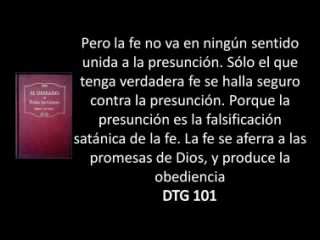 Pero la fe no va en ningún sentido
unida a la presunción. Sólo el que
tenga verdadera fe se halla seguro
contra la presunción. Porque la
presunción es la falsificación
satánica de la fe. La fe se aferra a las
promesas de Dios, y produce la
obediencia
DTG 101
EL DESEADO